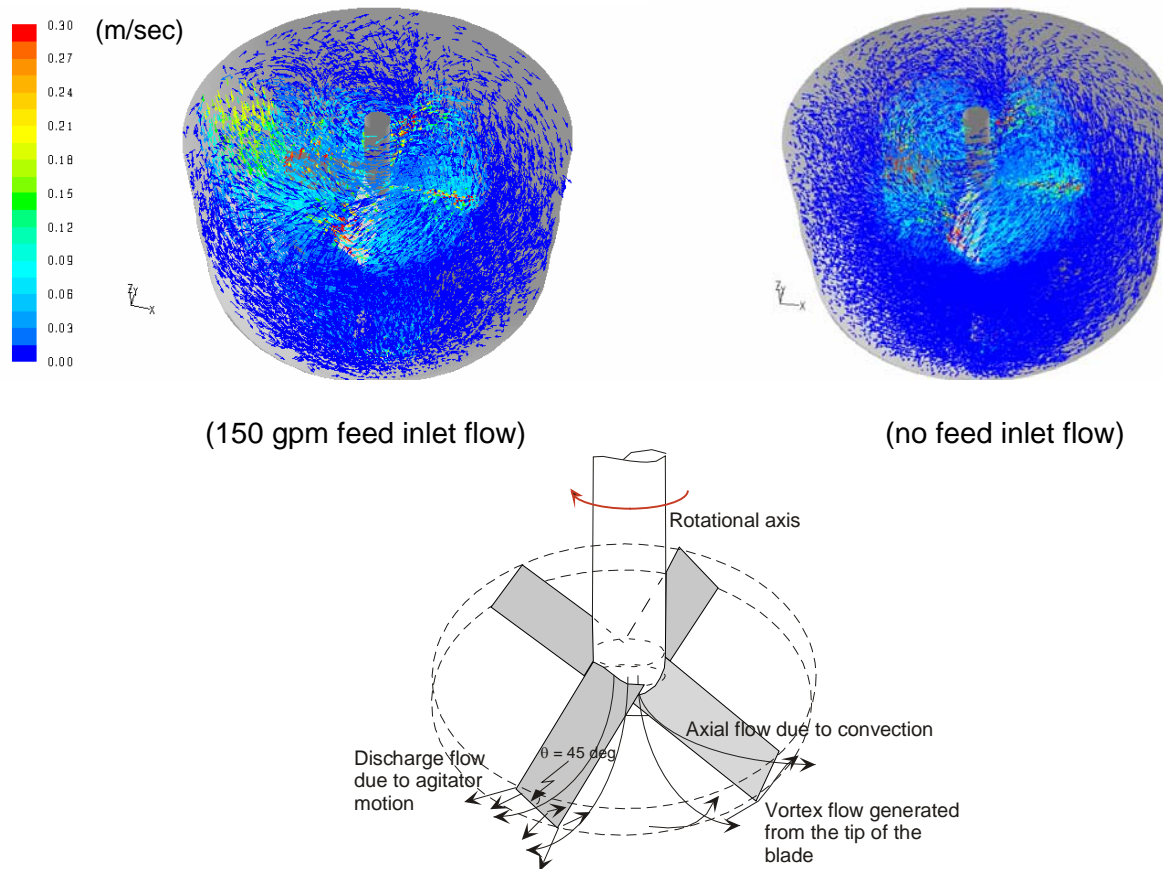 0.30
(m/sec)
0.27
0.24
0.21
0.18
0.15
0.12
0.09
0.06
0.03
0.00
Z Y
X
Z Y
X
(150 gpm feed inlet flow)
(no feed inlet flow)
Rotational axis
Axial flow due to convection
θ = 45 deg
Discharge flow
due to agitator
motion
Vortex flow generated
from the tip of the
blade